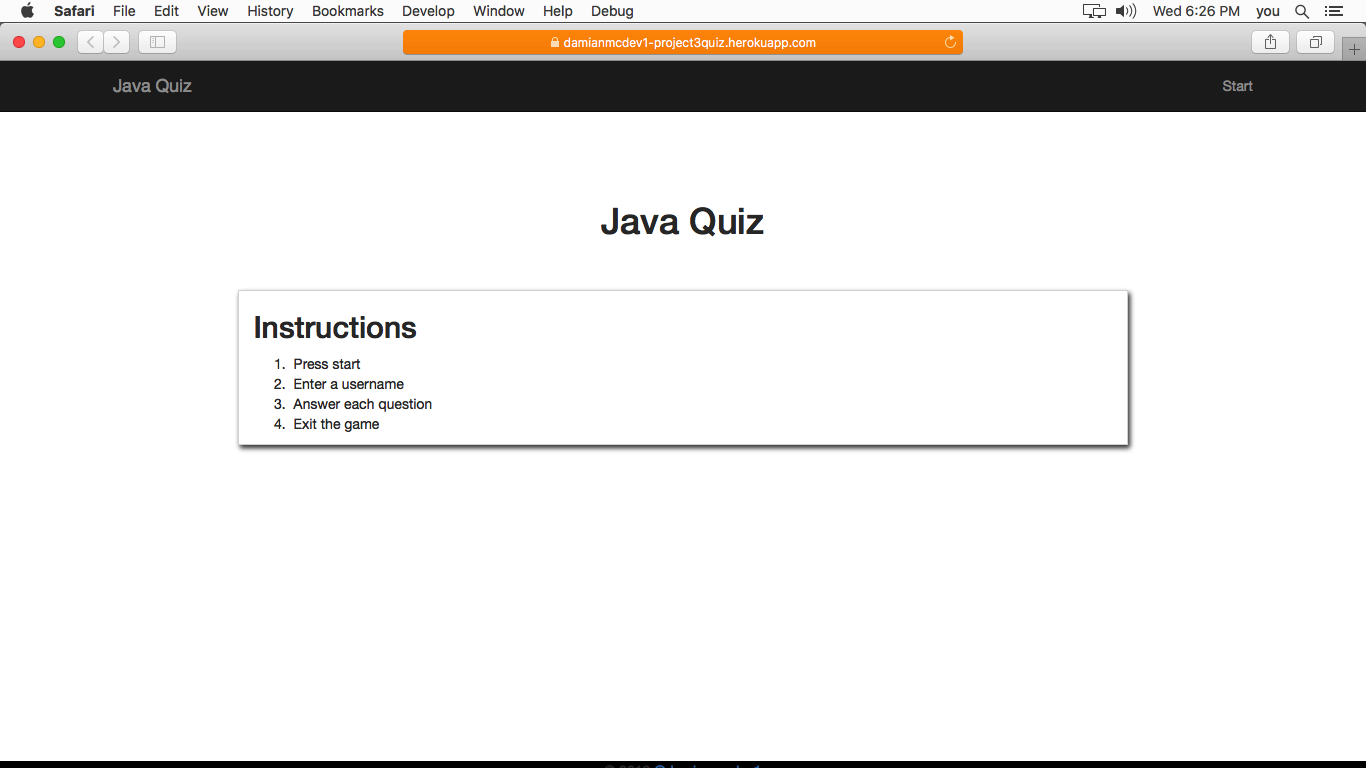 Safari File Edit View History Bookmarks Develop Window Help Debug Wed 6:26 PM you
damianmcdev1-project3quiz.herokuapp.com
Java Quiz Start
Java Quiz
Instructions
1. Press start
2. Enter a username
3. Answer each question
4. Exit the game